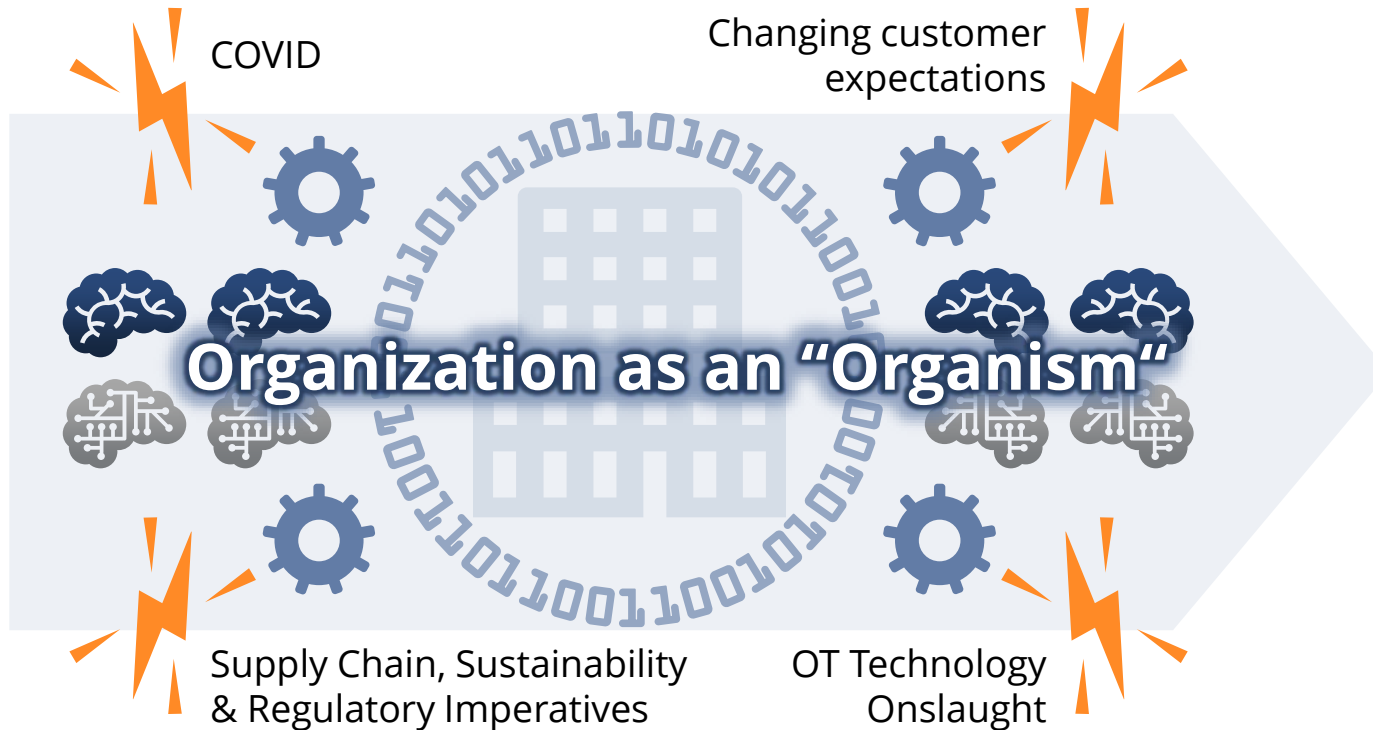 COVID
Changing customer
expectations
Organization as an “Organism“
Supply Chain, Sustainability
& Regulatory Imperatives
OT Technology
Onslaught